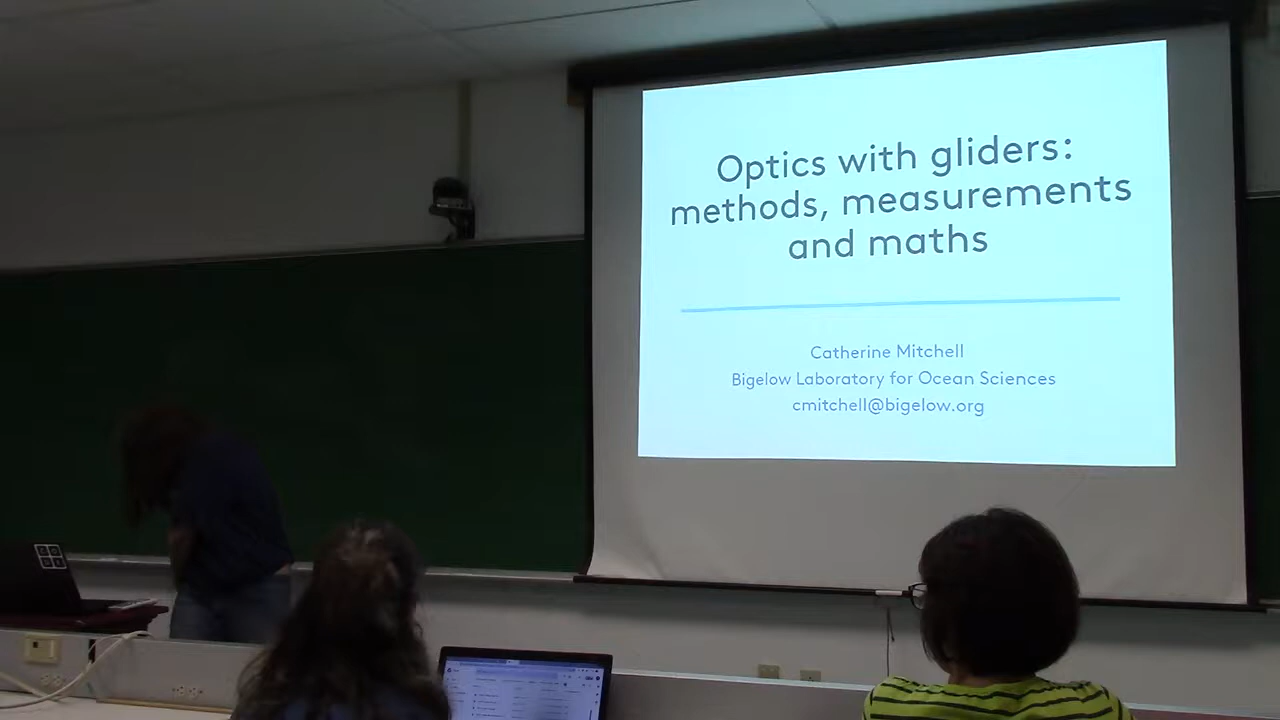 Optics with gliders:
methods, measurements
and maths
Catherine Mitchell
Bigelow Laboratory for Ocean Sciences
cmitchell@bigelow.org